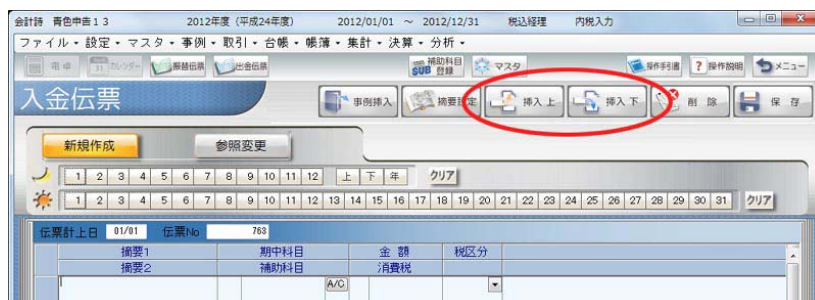 会計詩 青色申告13 2012年度（平成24年度） 2012/01/01 ～ 2012/12/31 税込経理 内税入力
ファイル・ 設定・ マスタ・ 事例・ 取引・ 台帳・ 帳簿・ 集計・ 決算・ 分析・
電卓 カレンダー 振替伝票 出金伝票 SUB 補助科目登録 マスタ 操作手引書 ? 操作説明 メニュー
入金伝票 事例挿入 摘要設定 挿入上 挿入下 削除 保存
新規作成 参照変更
1 2 3 4 5 6 7 8 9 10 11 12 上 下 年 クリア
1 2 3 4 5 6 7 8 9 10 11 12 13 14 15 16 17 18 19 20 21 22 23 24 25 26 27 28 29 30 31 クリア
伝票計上日 01/01 伝票No 763
摘要1 期中科目 金額 税区分
摘要2 補助科目 消費税
A/C